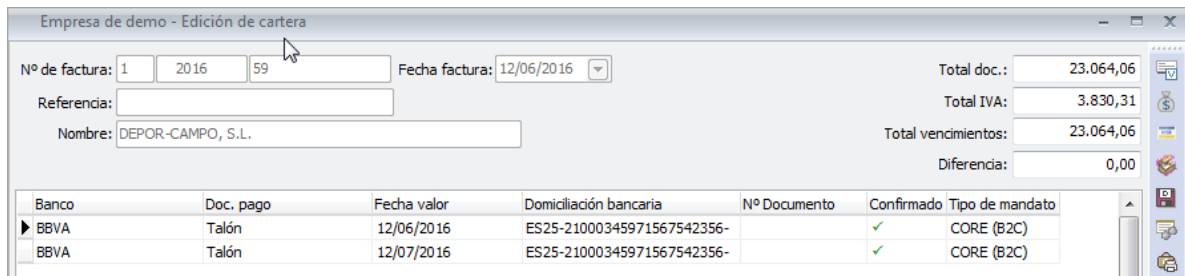 Empresa de demo - Edición de cartera
Nº de factura: 1 2016 59 Fecha factura: 12/06/2016 Total doc.: 23.064,06
Referencia: Total IVA: 3.830,31
Nombre: DEPOR-CAMPO, S.L. Total vencimientos: 23.064,06
Diferencia: 0,00
Banco Doc. pago Fecha valor Domiciliación bancaria Nº Documento Confirmado Tipo de mandato
BBVA Talón 12/06/2016 ES25-21000345971567542356- CORE (B2C)
BBVA Talón 12/07/2016 ES25-21000345971567542356- CORE (B2C)